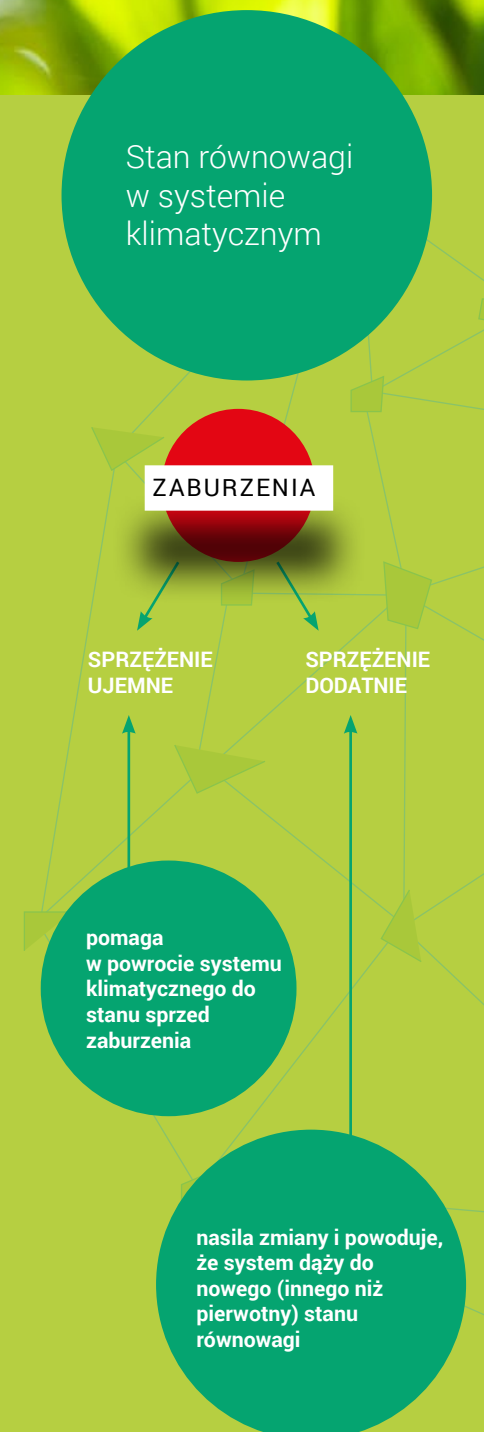 Stan równowagi
w systemie
klimatycznym
ZABURZENIA
SPRZĘŻENIE
UJEMNE
SPRZĘŻENIE
DODATNIE
pomaga
w powrocie systemu
klimatycznego do
stanu sprzed
zaburzenia
nasila zmiany i powoduje,
że system dąży do
nowego (innego niż
pierwotny) stanu
równowagi